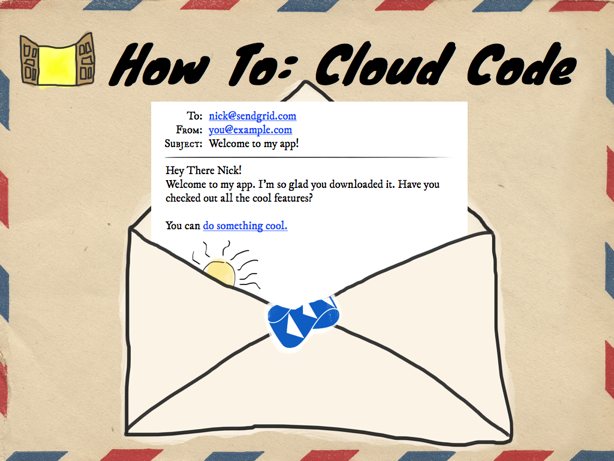 How To: Cloud Code
To: nick@sendgrid.com
From: you@example.com
Subject: Welcome to my app!
Hey There Nick!
Welcome to my app. I'm so glad you downloaded it. Have you
checked out all the cool features?
You can do something cool.